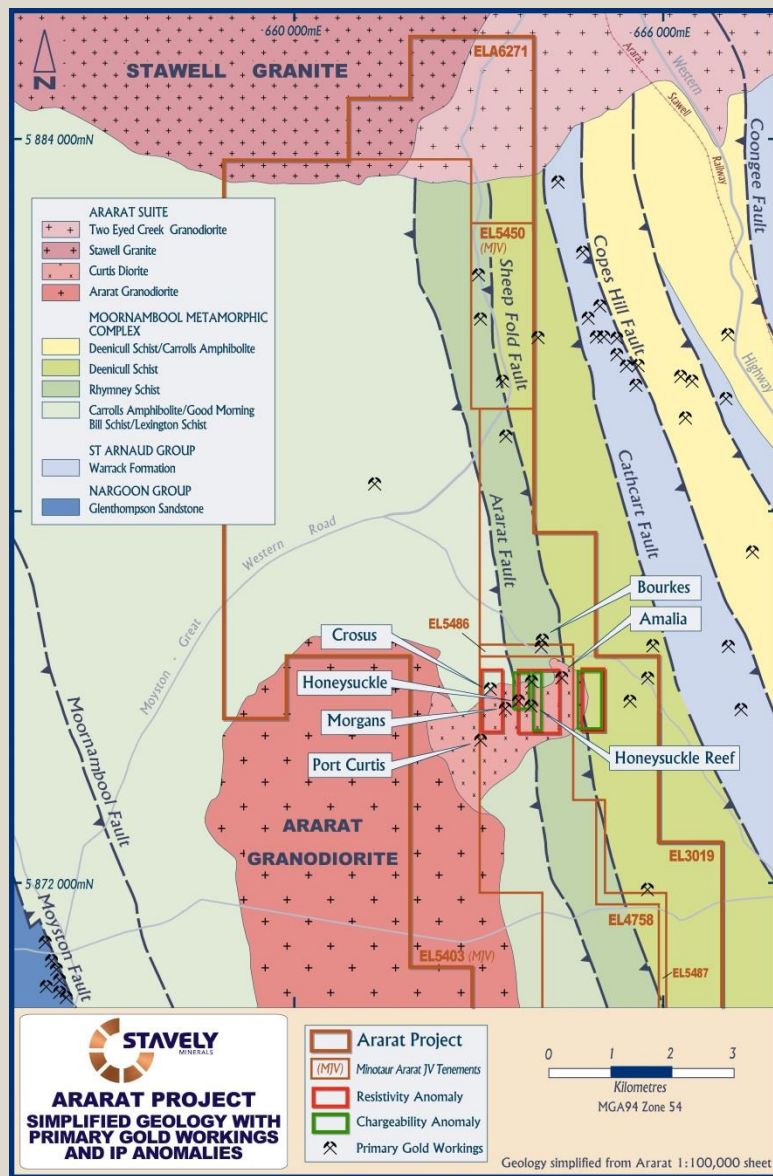 660 000mE
666 000mE
ELA6271
Western
Ararat
Stawell
Railway
STAWELL GRANITE
N
5 884 000mN
Coongee Fault
ARARAT SUITE
Two Eyed Creek Granodiorite
Stawell Granite
Curtis Diorite
Ararat Granodiorite
MOORNAMBOOL METAMORPHIC
COMPLEX
Deenicull Schist/Carrolls Amphibolite
Deenicull Schist
Rhymney Schist
Carrolls Amphibolite/Good Morning
Bill Schist/Lexington Schist
ST ARNAUD GROUP
Warrack Formation
NARGOON GROUP
Glenthompson Sandstone
EL5450
(MJV)
Sheep Fold Fault
Copes Hill Fault
Highway
Cathcart Fault
Ararat Fault
Moyston - Great Western Road
Bourkes
EL5486
Amalia
Crosus
Honeysuckle
Morgans
Port Curtis
Honeysuckle Reef
Moornambool Fault
ARARAT
GRANODIORITE
EL3019
5 872 000mN
Moyston Fault
EL4758
EL5403 (MJV)
EL5487
STAVELY
MINERALS
ARARAT PROJECT
SIMPLIFIED GEOLOGY WITH
PRIMARY GOLD WORKINGS
AND IP ANOMALIES
Ararat Project
(MJV) Minotaur Ararat JV Tenements
Resistivity Anomaly
Chargeability Anomaly
Primary Gold Workings
0 1 2 3
Kilometres
MGA94 Zone 54
Geology simplified from Ararat 1:100,000 sheet